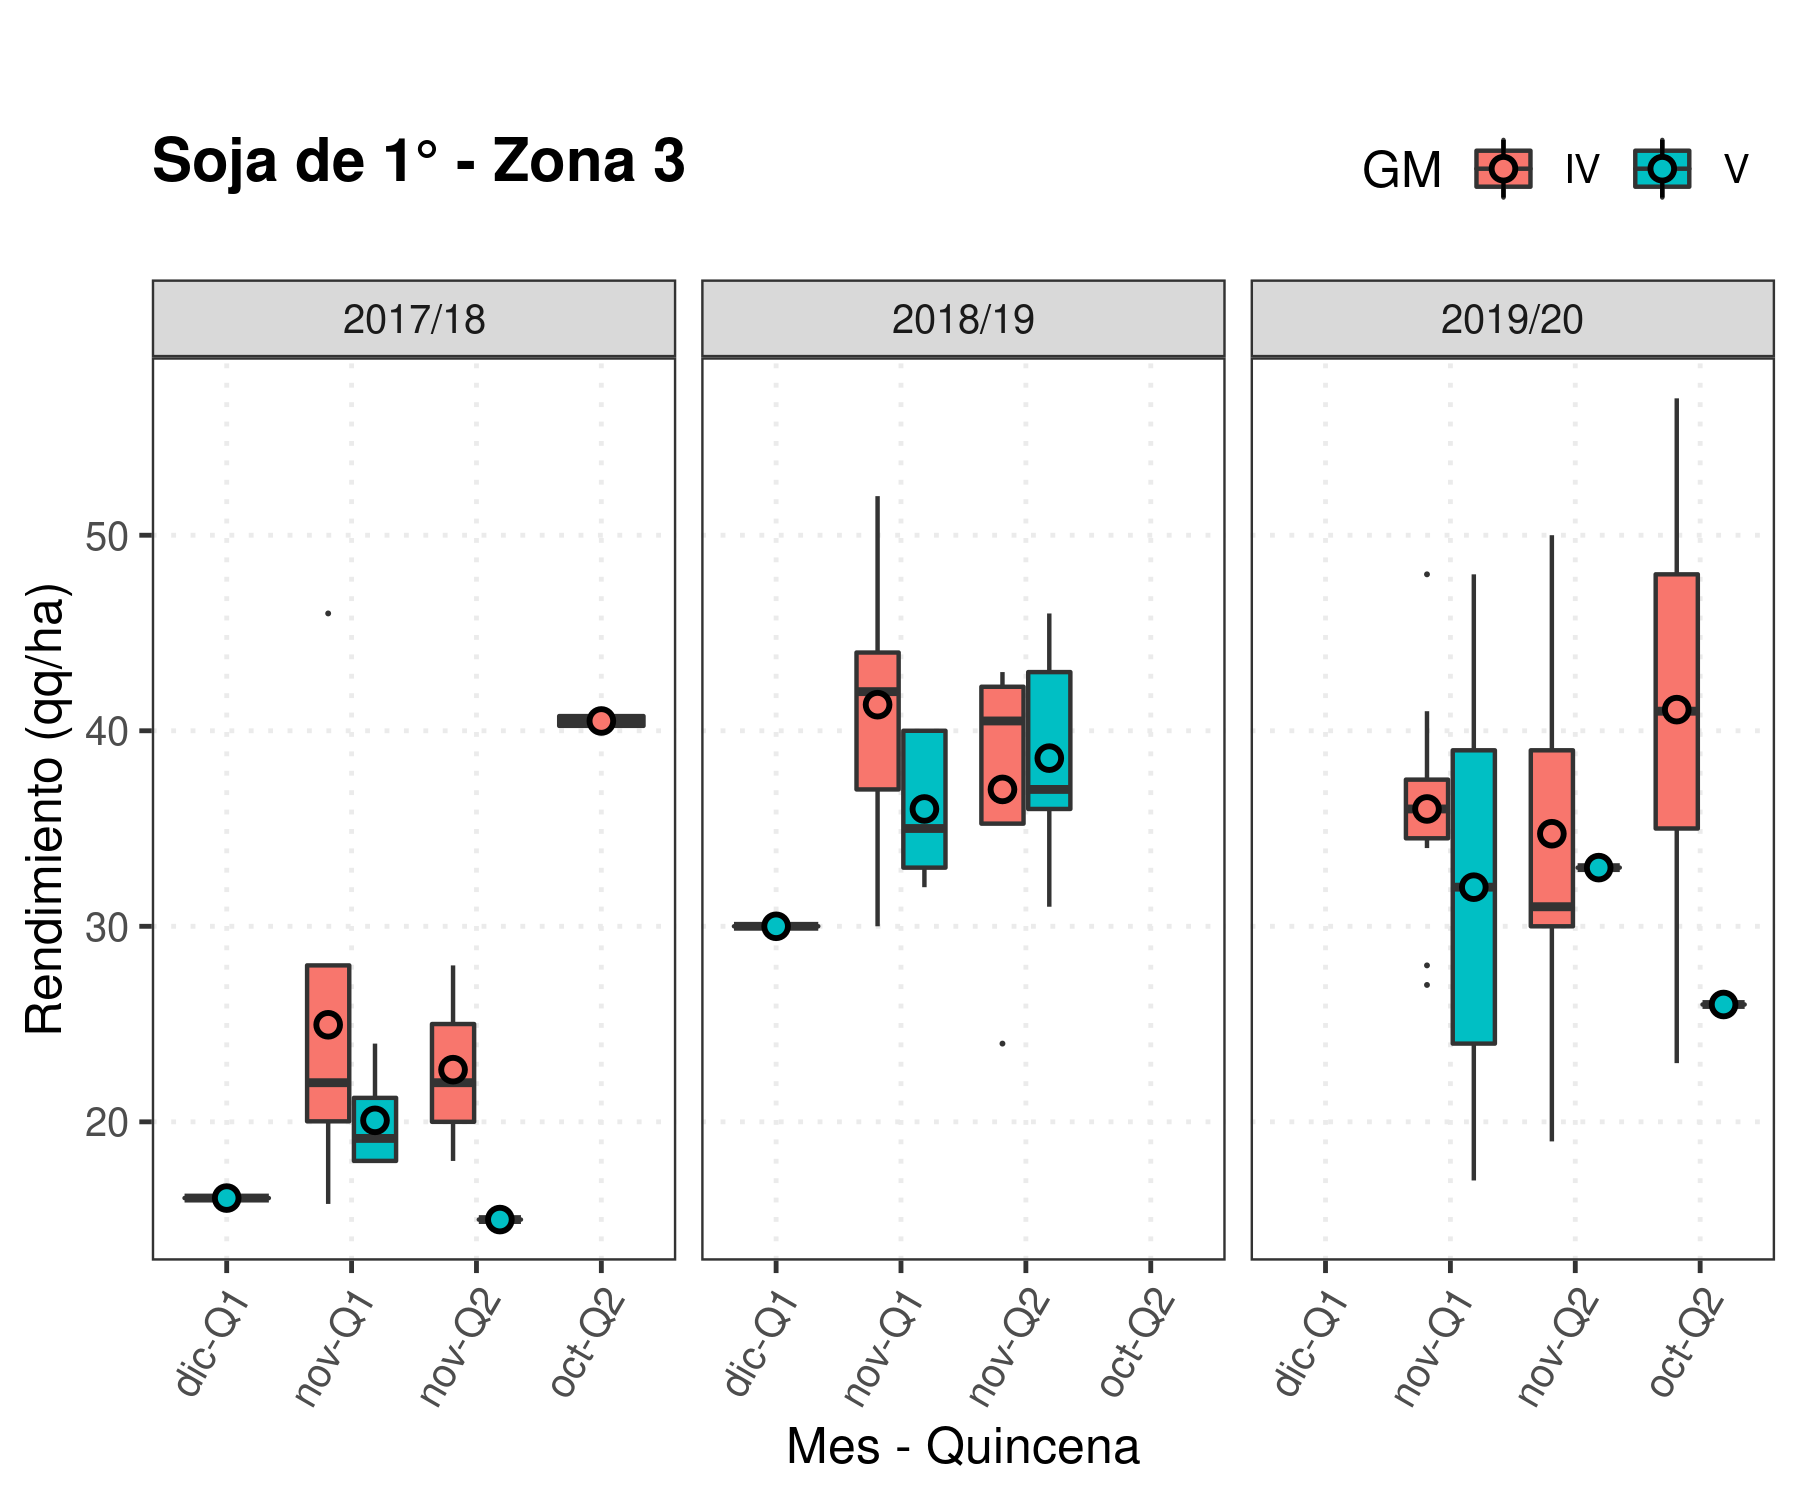 Soja de 1° - Zona 3
GM IV V
2017/18 2018/19 2019/20
Rendimiento (qq/ha)
50
40
30
20
dic-Q1 nov-Q1 nov-Q2 oct-Q2 dic-Q1 nov-Q1 nov-Q2 oct-Q2 dic-Q1 nov-Q1 nov-Q2 oct-Q2
Mes - Quincena